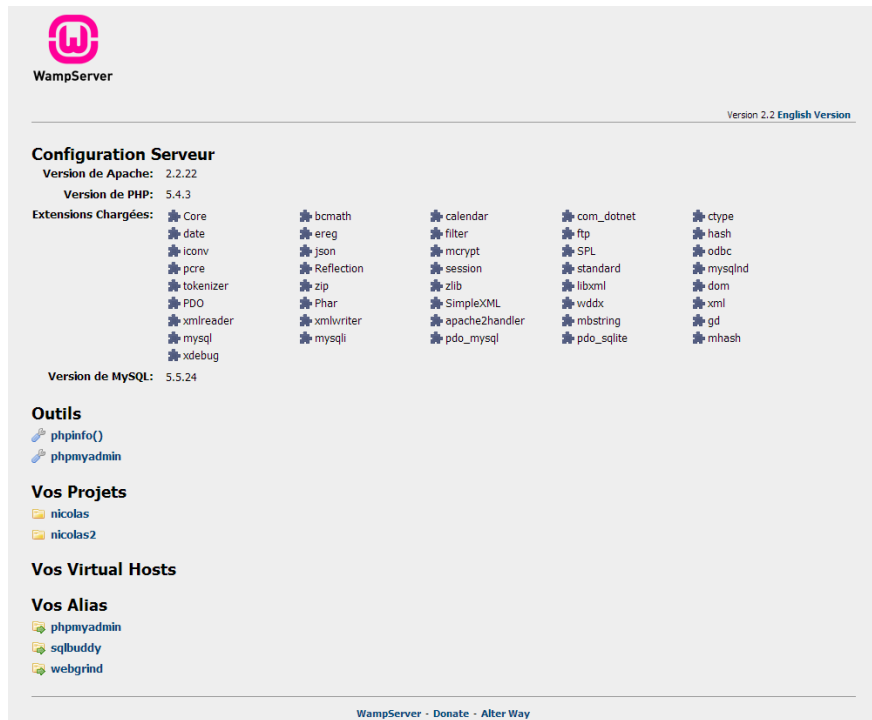 WampServer
Version 2.2 English Version
Configuration Serveur
Version de Apache: 2.2.22
Version de PHP: 5.4.3
Extensions Chargées: Core bcmath calendar com_dotnet ctype
date ereg filter ftp hash
iconv json mcrypt SPL odbc
pcre Reflection session standard mysqlnd
tokenizer zip zlib libxml dom
PDO Phar SimpleXML wddx xml
xmlreader xmlwriter apache2handler mbstring gd
mysql mysqli pdo_mysql pdo_sqlite mhash
xdebug
Version de MySQL: 5.5.24
Outils
phpinfo()
phpmyadmin
Vos Projets
nicolas
nicolas2
Vos Virtual Hosts
Vos Alias
phpmyadmin
sqlbuddy
webgrind
WampServer - Donate - Alter Way